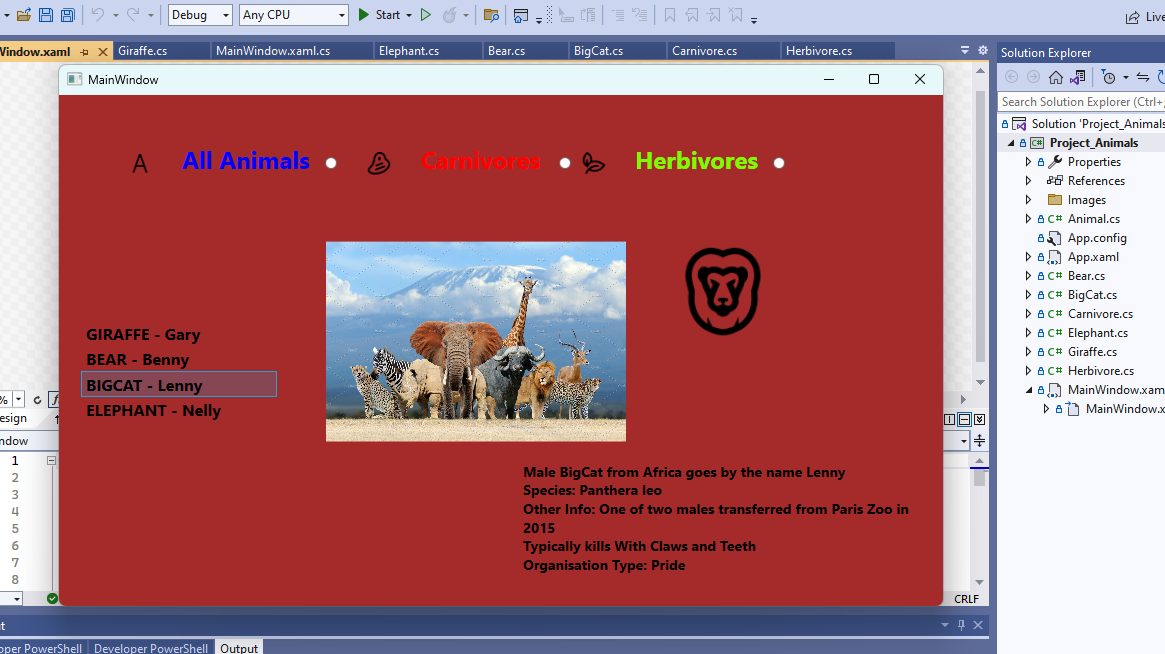 Debug
Any CPU
Start
Live
Window.xaml
Giraffe.cs
MainWindow.xaml.cs
Elephant.cs
Bear.cs
BigCat.cs
Carnivore.cs
Herbivore.cs
Solution Explorer
MainWindow
Search Solution Explorer (Ctrl+;
Solution 'Project_Animals
Project_Animals
Properties
References
Images
Animal.cs
App.config
App.xaml
Bear.cs
BigCat.cs
Carnivore.cs
Elephant.cs
Giraffe.cs
Herbivore.cs
MainWindow.xam
MainWindow.x
A
All Animals
Carnivores
Herbivores
GIRAFFE - Gary
BEAR - Benny
BIGCAT - Lenny
ELEPHANT - Nelly
Male BigCat from Africa goes by the name Lenny
Species: Panthera leo
Other Info: One of two males transferred from Paris Zoo in
2015
Typically kills With Claws and Teeth
Organisation Type: Pride
%
esign
ndow
1
2
3
4
5
6
7
8
CRLF
t
oper PowerShell
Developer PowerShell
Output